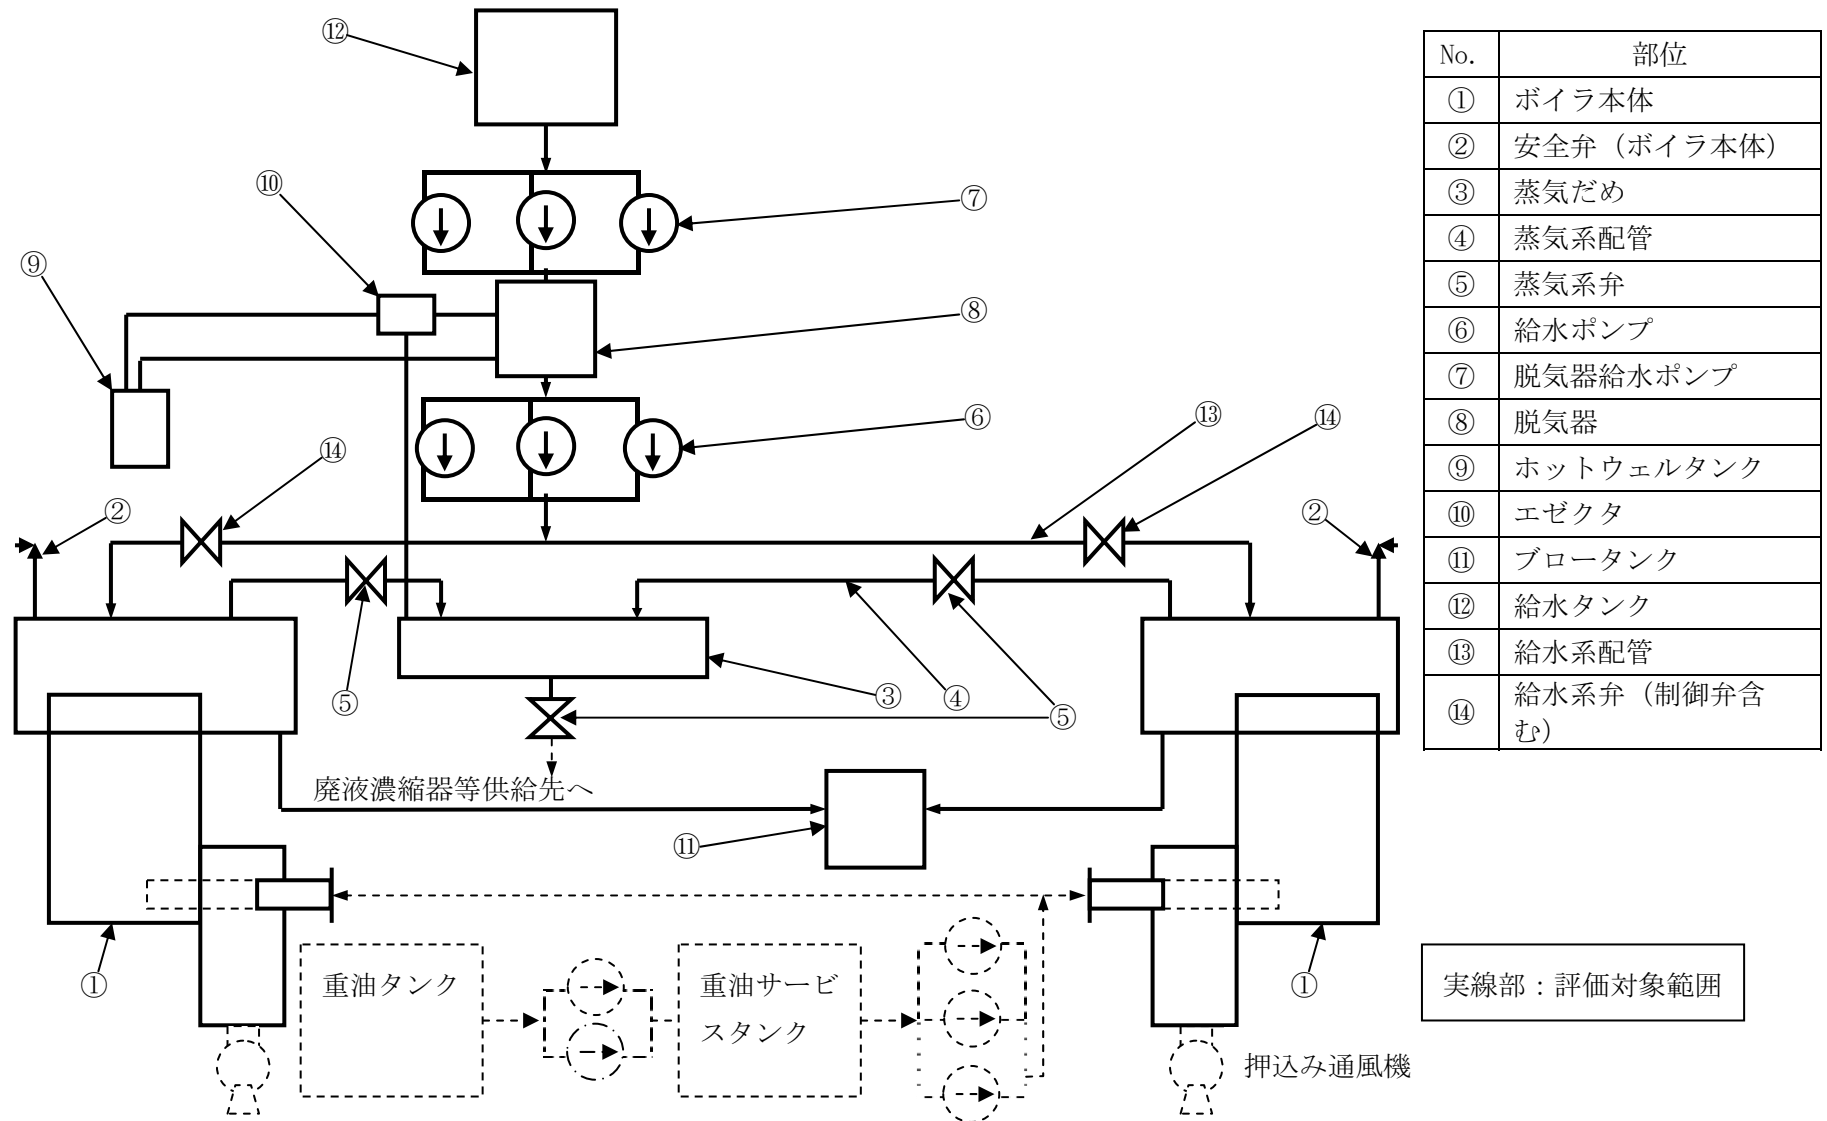 ⑫
⑩
⑦
⑨
⑧
⑥
⑬
⑭
⑭
②
②
⑤
③
④
⑤
廃液濃縮器等供給先へ
⑪
①
①
重油タンク
重油サービ
スタンク
押込み通風機
No. 部位
① ボイラ本体
② 安全弁（ボイラ本体）
③ 蒸気だめ
④ 蒸気系配管
⑤ 蒸気系弁
⑥ 給水ポンプ
⑦ 脱気器給水ポンプ
⑧ 脱気器
⑨ ホットウェルタンク
⑩ エゼクタ
⑪ ブロータンク
⑫ 給水タンク
⑬ 給水系配管
⑭ 給水系弁（制御弁含
む）
実線部：評価対象範囲